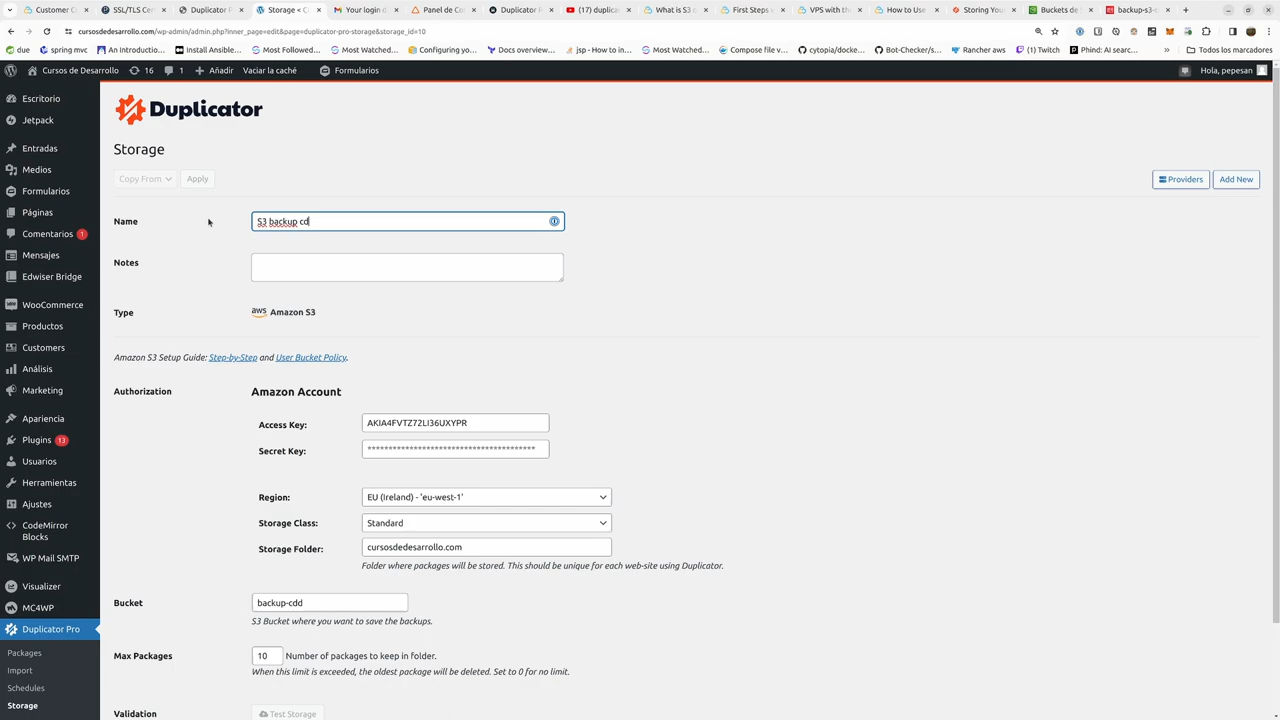 Customer C
SSL/TLS Cen
Duplicator P
Storage < C
Your login d
Panel de Co
Duplicator P
(17) duplica
What is S3 o
First Steps
VPS with the
How to Use
Storing You
Buckets de
backup-s3-c
cursosdedesarrollo.com/wp-admin/admin.php?inner_page=edit&page=duplicator-pro-storage&storage_id=10
due
spring mvc
An Introduction...
Install Ansible...
(3) Most Followed...
Most Watched...
Configuring yo...
Docs overview...
jsp - How to in...
Most Watched...
Compose file v...
cytopia/docke...
Bot-Checker/s...
Rancher aws
(1) Twitch
Phind: AI searc...
»
Todos los marcadores
Cursos de Desarrollo
16
1
Añadir
Vaciar la caché
Formularios
Hola, pepesan
Escritorio
Jetpack
Entradas
Medios
Formularios
Páginas
Comentarios 1
Mensajes
Edwiser Bridge
WooCommerce
Productos
Customers
Análisis
Marketing
Apariencia
Plugins 13
Usuarios
Herramientas
Ajustes
CodeMirror
Blocks
WP Mail SMTP
Visualizer
MC4WP
Duplicator Pro
Packages
Import
Schedules
Storage
Duplicator
Storage
Copy From
Apply
Providers
Add New
Name
S3 backup cd
Notes
Type
aws Amazon S3
Amazon S3 Setup Guide: Step-by-Step and User Bucket Policy.
Authorization
Amazon Account
Access Key:
AKIA4FVTZ72LI36UXYPR
Secret Key:
****************************************
Region:
EU (Ireland) - 'eu-west-1'
Storage Class:
Standard
Storage Folder:
cursosdedesarrollo.com
Folder where packages will be stored. This should be unique for each web-site using Duplicator.
Bucket
backup-cdd
S3 Bucket where you want to save the backups.
Max Packages
10 Number of packages to keep in folder.
When this limit is exceeded, the oldest package will be deleted. Set to 0 for no limit.
Validation
Test Storage